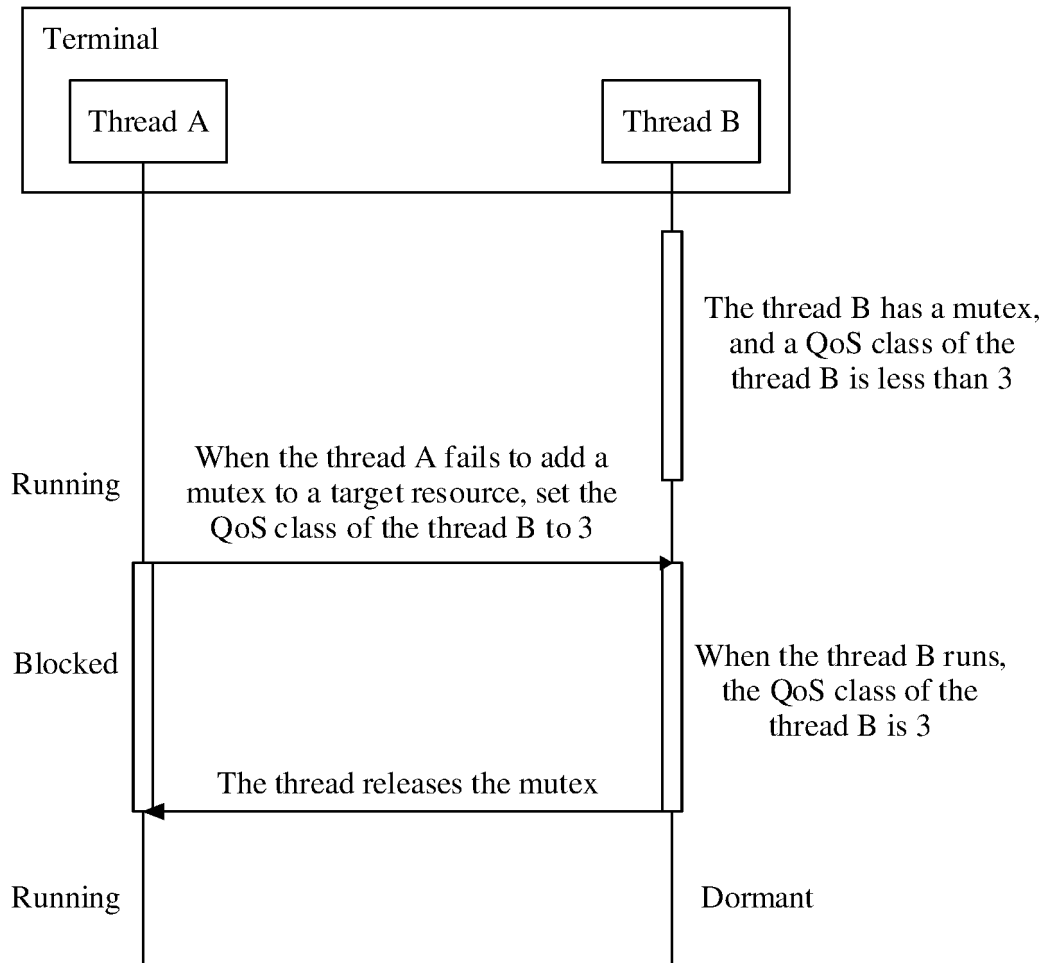 Terminal
Thread A
Thread B
The thread B has a mutex,
and a QoS class of the
thread B is less than 3
When the thread A fails to add a
Running
mutex to a target resource, set the
QoS class of the thread B to 3
Blocked
When the thread B runs,
the QoS class of the
thread B is 3
The thread releases the mutex
Running
Dormant